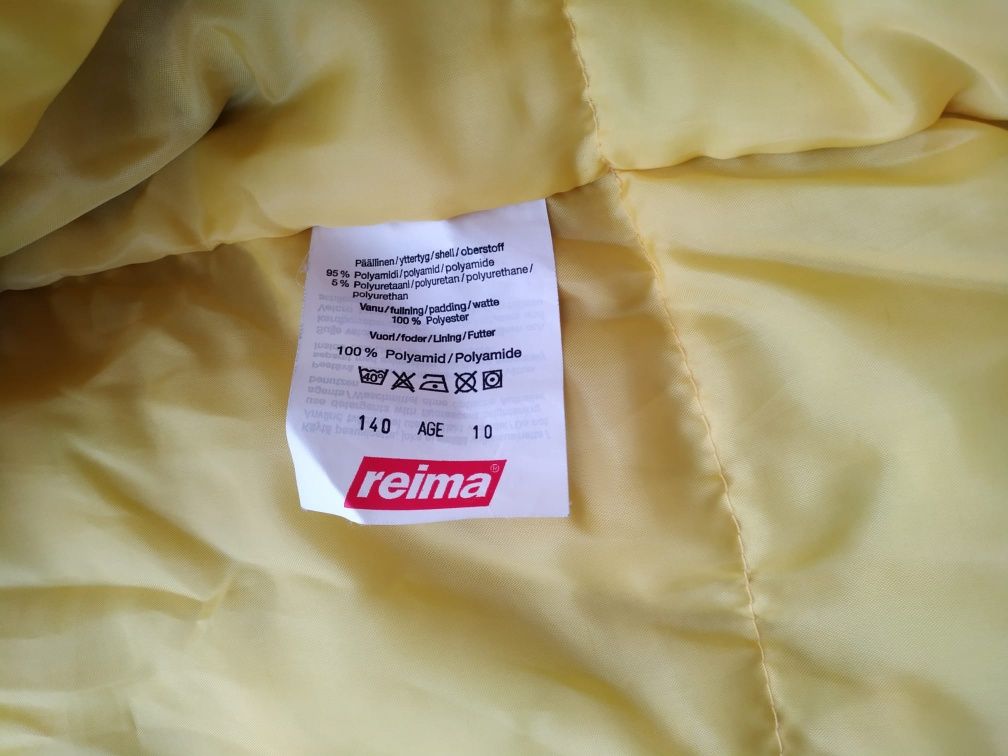 Päällinen/yttertyg/shell/oberstoff
95 % Polyamidi/polyamid/polyamide
5 % Polyuretaani/polyuretan/polyurethane/
polyurethan
Vanu/fullning/padding/watte
100 % Polyester
Vuori/foder/Lining/Futter
100 % Polyamid/Polyamide
40°
140 AGE 10
reima®